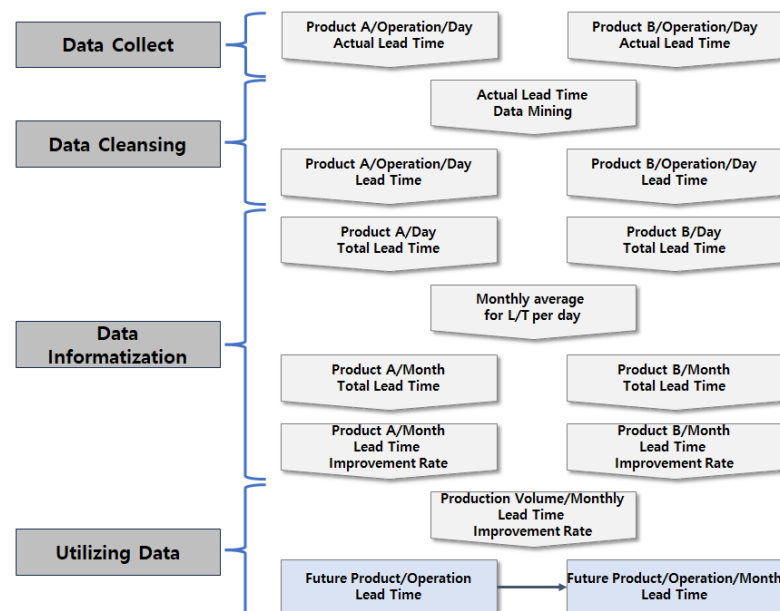 Data Collect
Product A/Operation/Day
Actual Lead Time
Product B/Operation/Day
Actual Lead Time
Data Cleansing
Actual Lead Time
Data Mining
Product A/Operation/Day
Lead Time
Product B/Operation/Day
Lead Time
Data
Informatization
Product A/Day
Total Lead Time
Product B/Day
Total Lead Time
Monthly average
for L/T per day
Product A/Month
Total Lead Time
Product B/Month
Total Lead Time
Product A/Month
Lead Time
Improvement Rate
Product B/Month
Lead Time
Improvement Rate
Utilizing Data
Production Volume/Monthly
Lead Time
Improvement Rate
Future Product/Operation
Lead Time
Future Product/Operation/Month
Lead Time